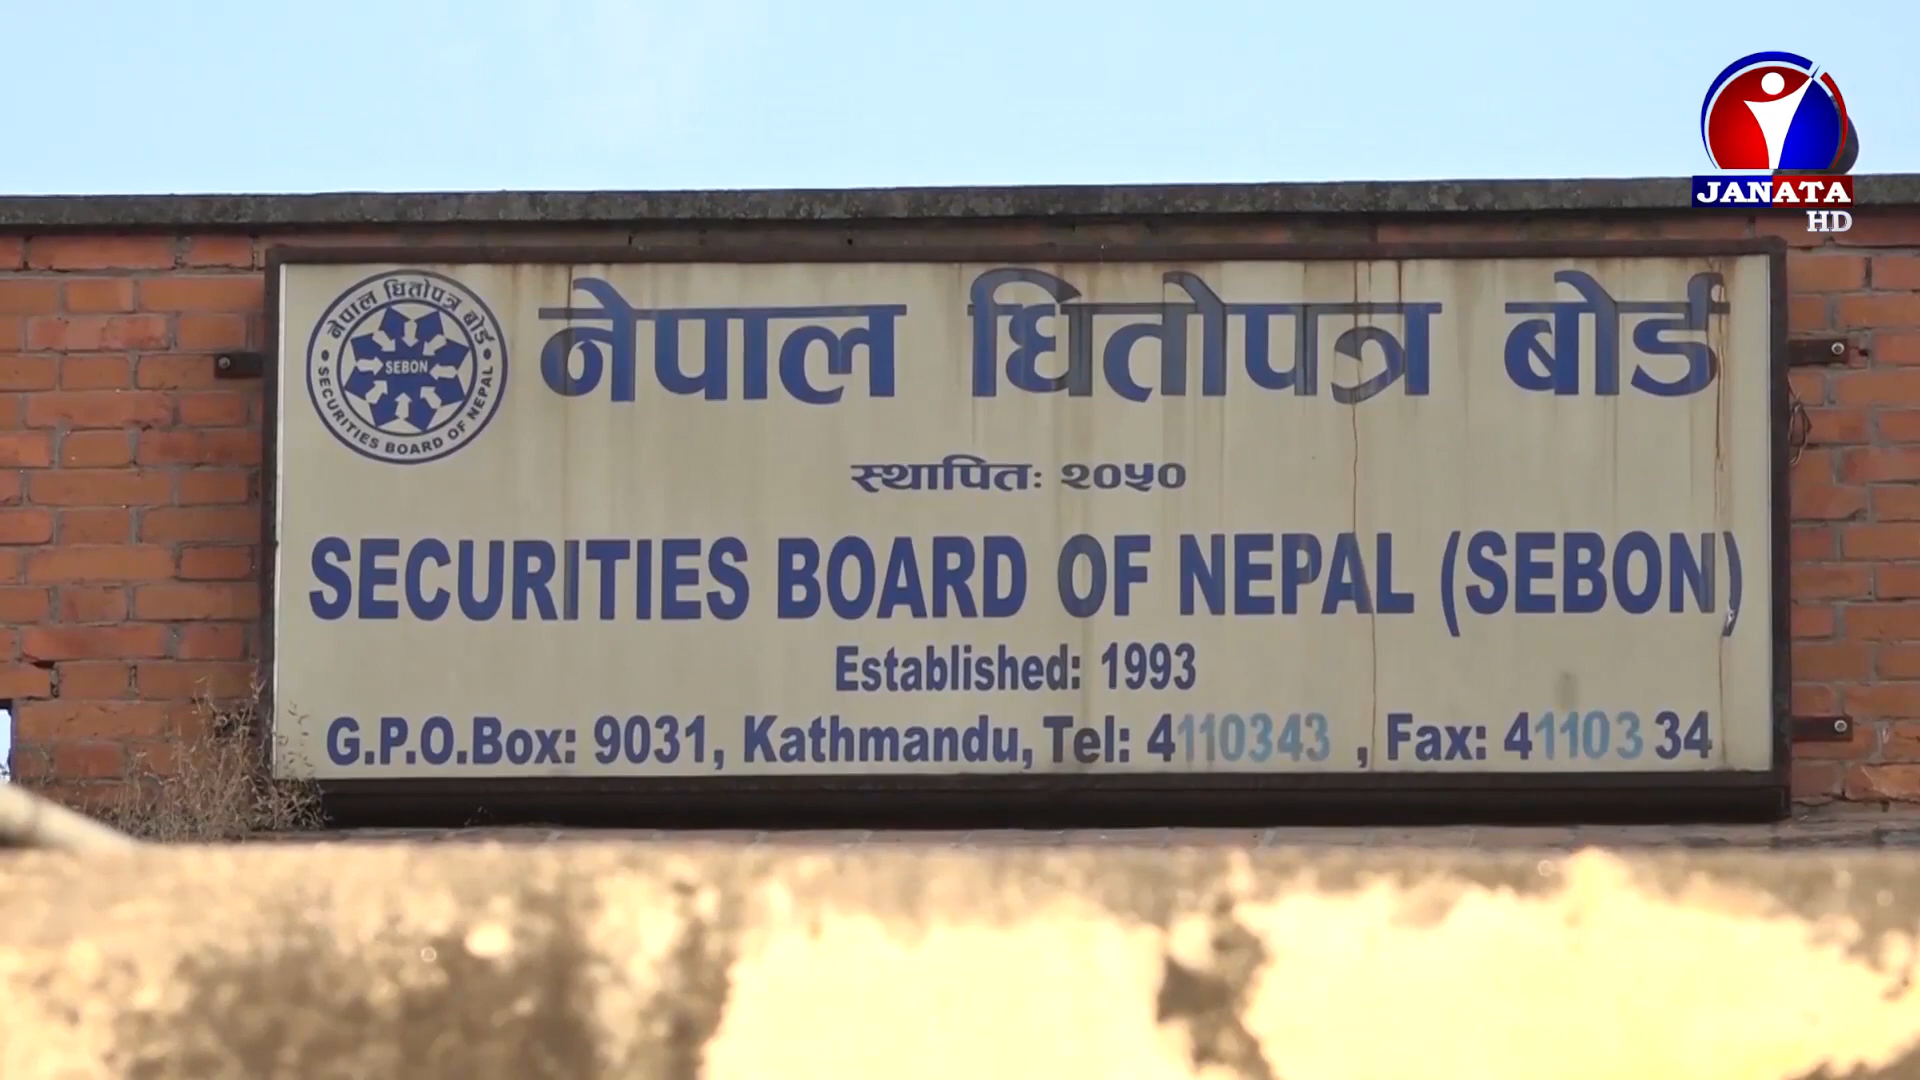 JANATA
HD
नेपाल धितोपत्र बोर्ड
SEBON
SECURITIES BOARD OF NEPAL
नेपाल धितोपत्र बोर्ड
स्थापितः २०५०
SECURITIES BOARD OF NEPAL (SEBON)
Established: 1993
G.P.O.Box: 9031, Kathmandu, Tel: 4110343 , Fax: 4110334